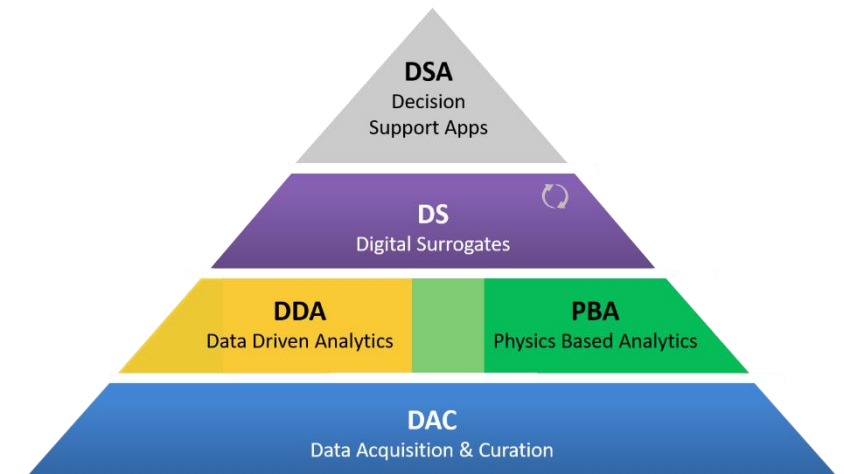 DSA
Decision
Support Apps
DS
Digital Surrogates
DDA
Data Driven Analytics
PBA
Physics Based Analytics
DAC
Data Acquisition & Curation